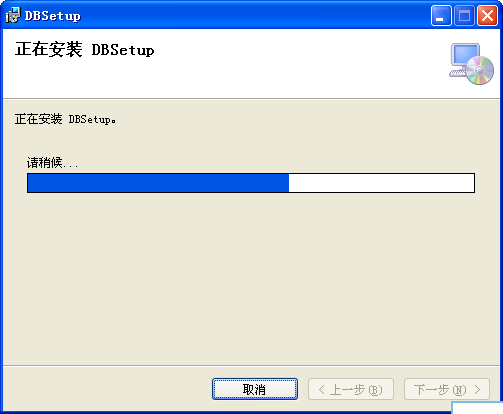 DBSetup
正在安装 DBSetup
正在安装 DBSetup。
请稍候...
取消
< 上一步(B)
下一步(N) >